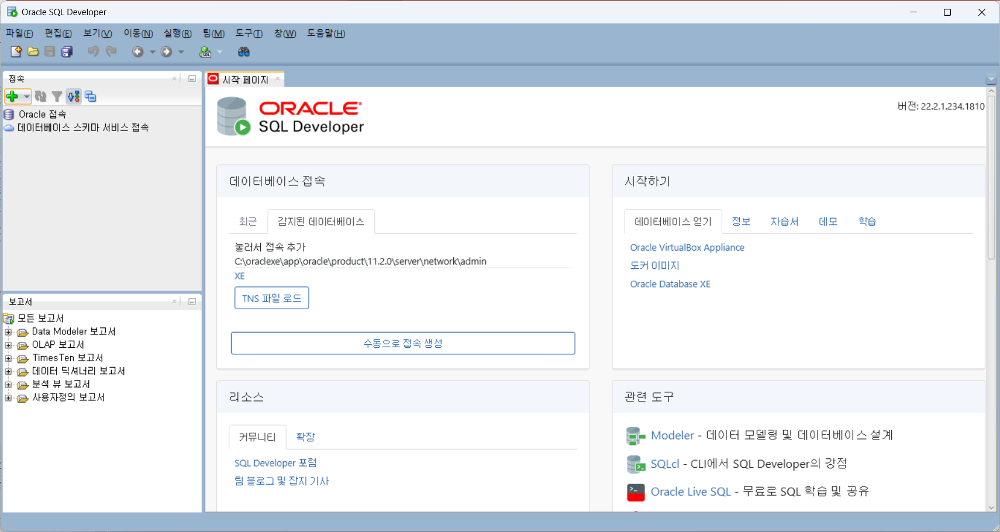 Oracle SQL Developer
파일(F) 편집(E) 보기(V) 이동(N) 실행(R) 팀(M) 도구(T) 창(W) 도움말(H)
접속
Oracle 접속
데이터베이스 스키마 서비스 접속
보고서
모든 보고서
Data Modeler 보고서
OLAP 보고서
TimesTen 보고서
데이터 딕셔너리 보고서
분석 뷰 보고서
사용자정의 보고서
시작 페이지
ORACLE
SQL Developer
버전: 22.2.1.234.1810
데이터베이스 접속
최근 감지된 데이터베이스
눌러서 접속 추가
C:\oraclexe\app\oracle\product\11.2.0\server\network\admin
XE
TNS 파일 로드
수동으로 접속 생성
시작하기
데이터베이스 얻기 정보 자습서 데모 학습
Oracle VirtualBox Appliance
도커 이미지
Oracle Database XE
리소스
커뮤니티 확장
SQL Developer 포럼
팀 블로그 및 잡지 기사
관련 도구
Modeler - 데이터 모델링 및 데이터베이스 설계
SQLcl - CLI에서 SQL Developer의 강점
Oracle Live SQL - 무료로 SQL 학습 및 공유